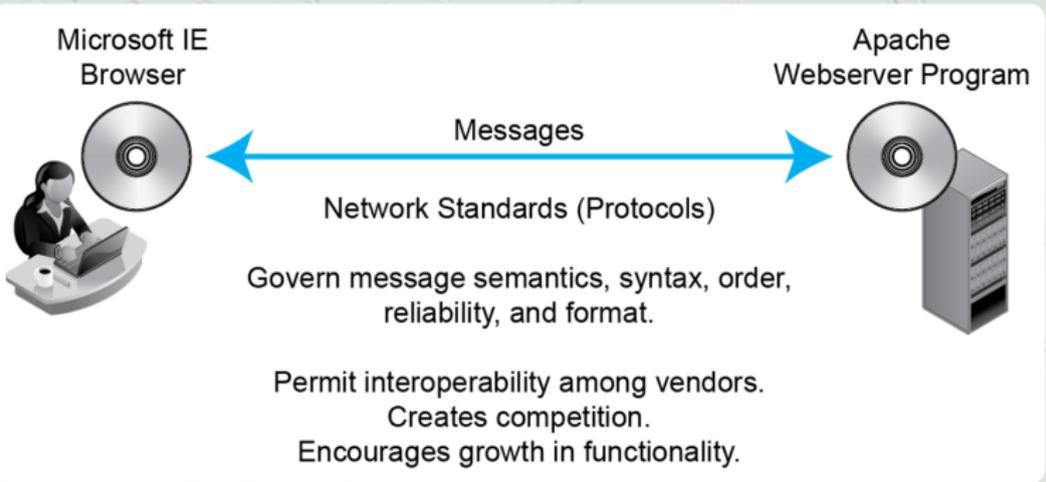 Microsoft IE
Browser
Apache
Webserver Program
Messages
Network Standards (Protocols)
Govern message semantics, syntax, order,
reliability, and format.
Permit interoperability among vendors.
Creates competition.
Encourages growth in functionality.